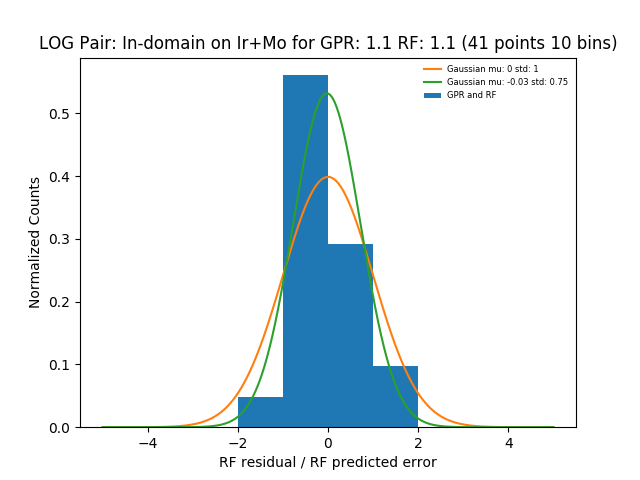 LOG Pair: In-domain on Ir+Mo for GPR: 1.1 RF: 1.1 (41 points 10 bins)
Gaussian mu: 0 std: 1
Gaussian mu: -0.03 std: 0.75
GPR and RF
Normalized Counts
0.5
0.4
0.3
0.2
0.1
0.0
−4 −2 0 2 4
RF residual / RF predicted error